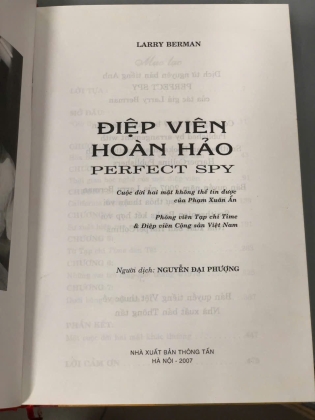 LARRY BERMAN
ĐIỆP VIÊN
HOÀN HẢO
PERFECT SPY
Cuộc đời hai mặt không thể tin được
của Phạm Xuân Ẩn
Phóng viên Tạp chí Time
& Điệp viên Cộng sản Việt Nam
Người dịch: NGUYỄN ĐẠI PHƯỢNG
NHÀ XUẤT BẢN THÔNG TẤN
HÀ NỘI - 2007